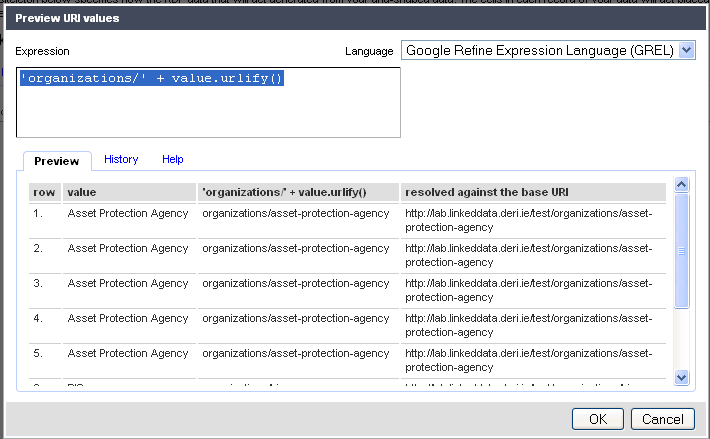 Preview URI values
Expression
Language Google Refine Expression Language (GREL)
'organizations/' + value.urlify()
Preview History Help
row value 'organizations/' + value.urlify() resolved against the base URI
1. Asset Protection Agency organizations/asset-protection-agency http://lab.linkeddata.deri.ie/test/organizations/asset-
protection-agency
2. Asset Protection Agency organizations/asset-protection-agency http://lab.linkeddata.deri.ie/test/organizations/asset-
protection-agency
3. Asset Protection Agency organizations/asset-protection-agency http://lab.linkeddata.deri.ie/test/organizations/asset-
protection-agency
4. Asset Protection Agency organizations/asset-protection-agency http://lab.linkeddata.deri.ie/test/organizations/asset-
protection-agency
5. Asset Protection Agency organizations/asset-protection-agency http://lab.linkeddata.deri.ie/test/organizations/asset-
protection-agency
OK Cancel